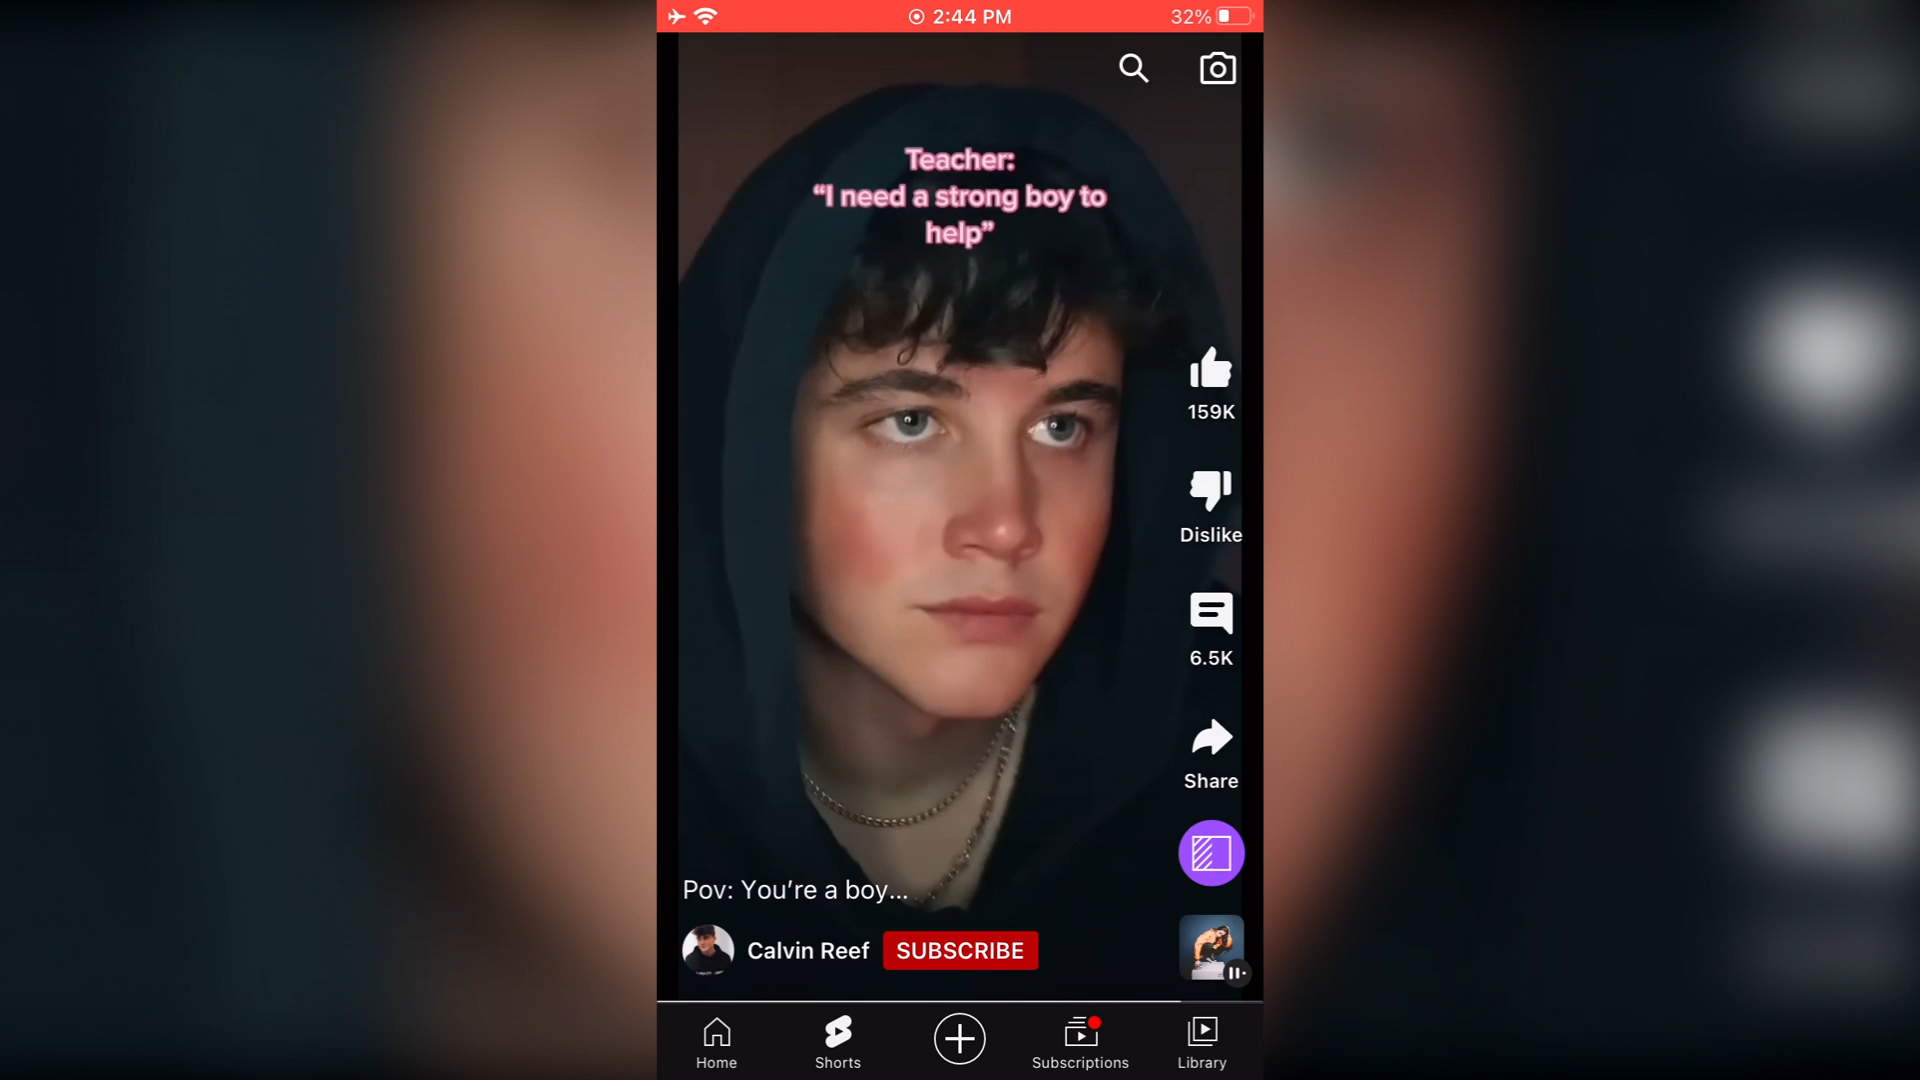 2:44 PM
32%
Teacher:
“I need a strong boy to
help”
159K
Dislike
6.5K
Share
Pov: You’re a boy...
Calvin Reef
SUBSCRIBE
Home
Shorts
Subscriptions
Library